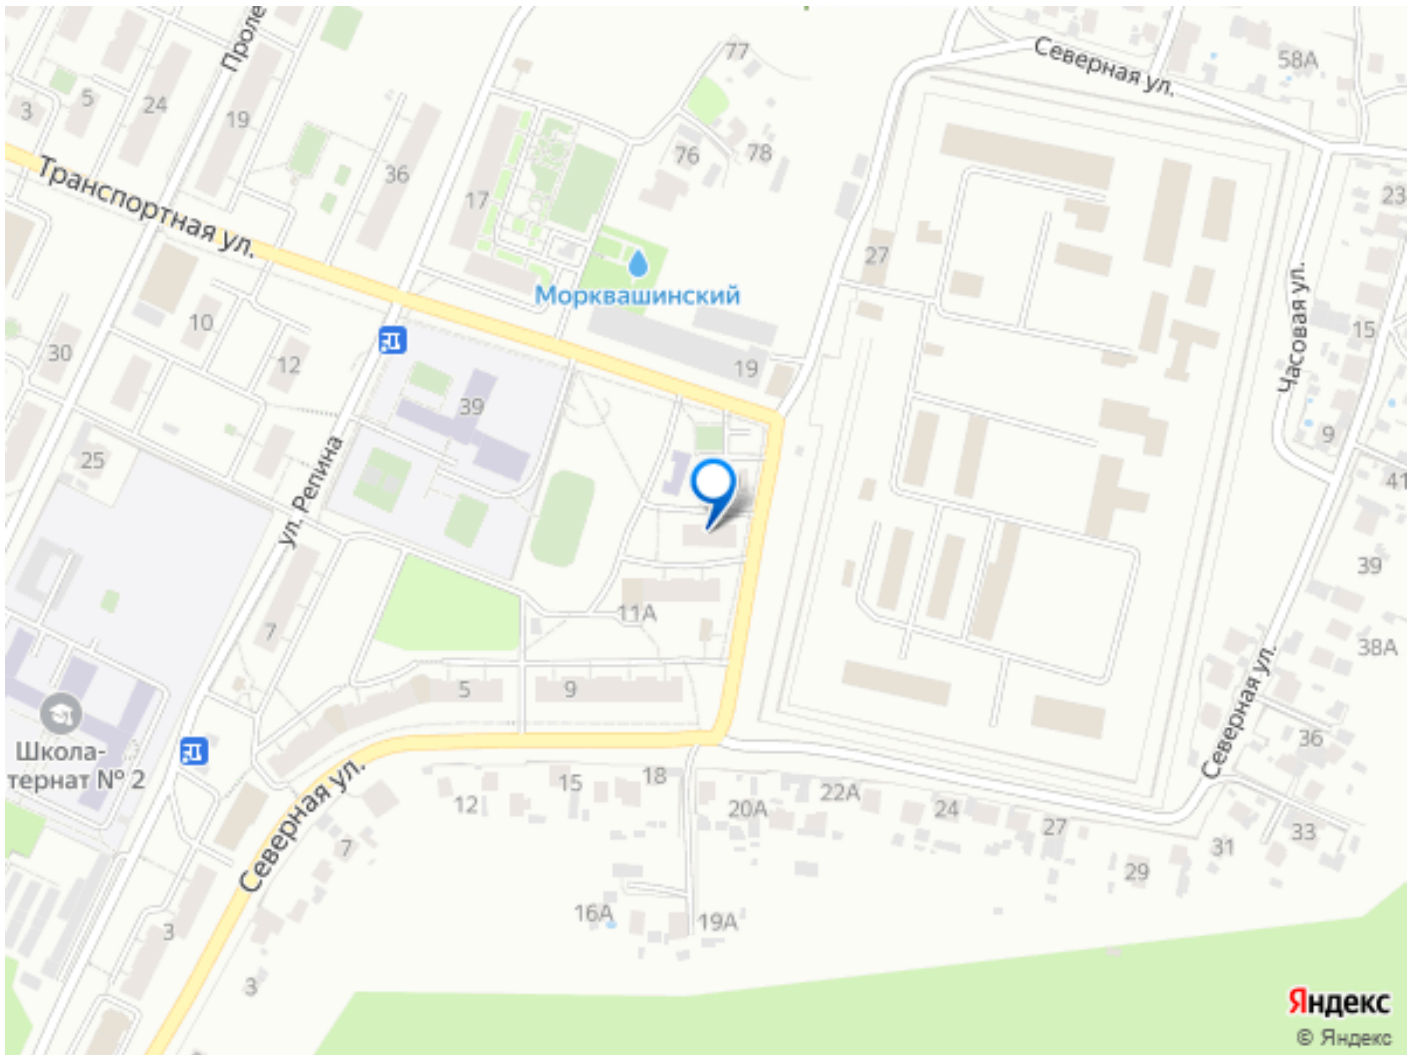 Проле
77
Северная ул.
58А
3
5
24
19
36
76
78
Транспортная ул.
17
23
27
Морквашинский
10
30
12
19
15
Часовая ул.
39
9
25
ул. Репина
41
39
11А
7
38А
5
9
Северная ул.
Школа-
тернат № 2
36
Северная ул.
12
15
18
20А
22А
24
27
33
7
31
29
16А
19А
3
3
Яндекс
© Яндекс